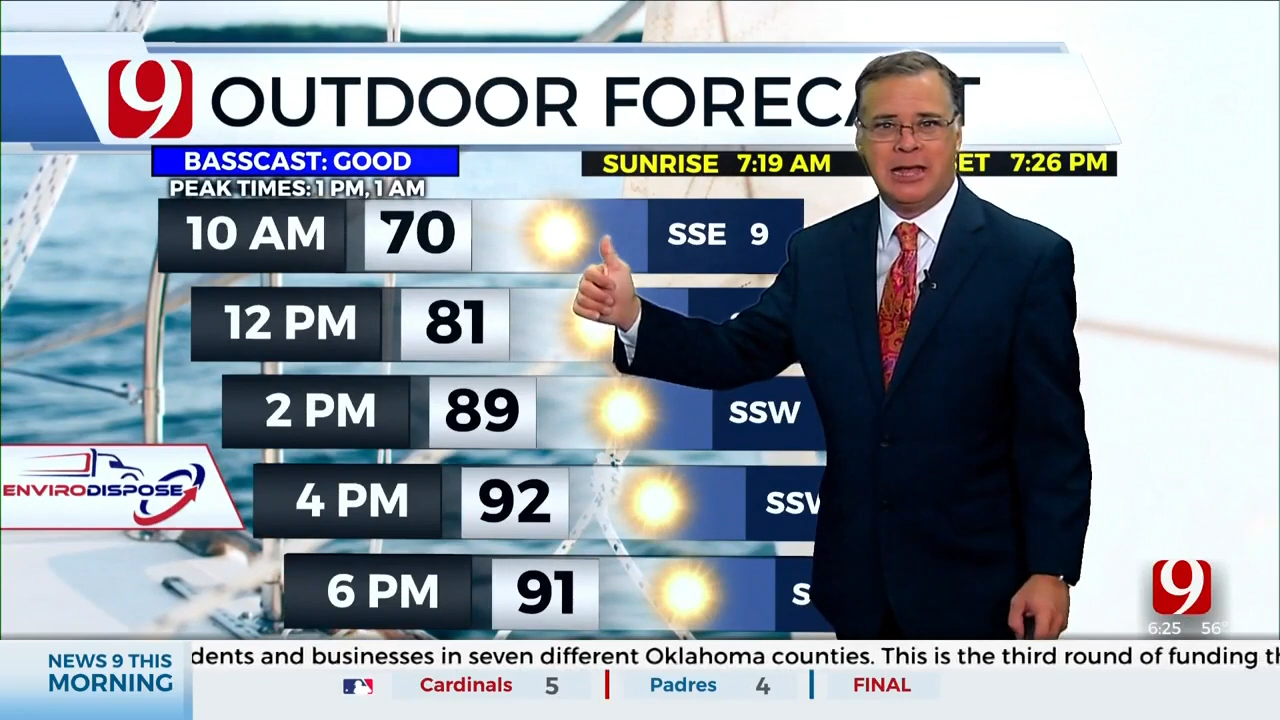 9 OUTDOOR FORECA T
BASSCAST: GOOD
SUNRISE 7:19 AM
ET 7:26 PM
PEAK TIMES: 1 PM, 1 AM
10 AM 70 SSE 9
12 PM 81
2 PM 89 SSW
4 PM 92 SSW
6 PM 91 S
ENVIRODISPOSE
9
6:25 56°
NEWS 9 THIS
MORNING
dents and businesses in seven different Oklahoma counties. This is the third round of funding th
Cardinals 5 Padres 4 FINAL